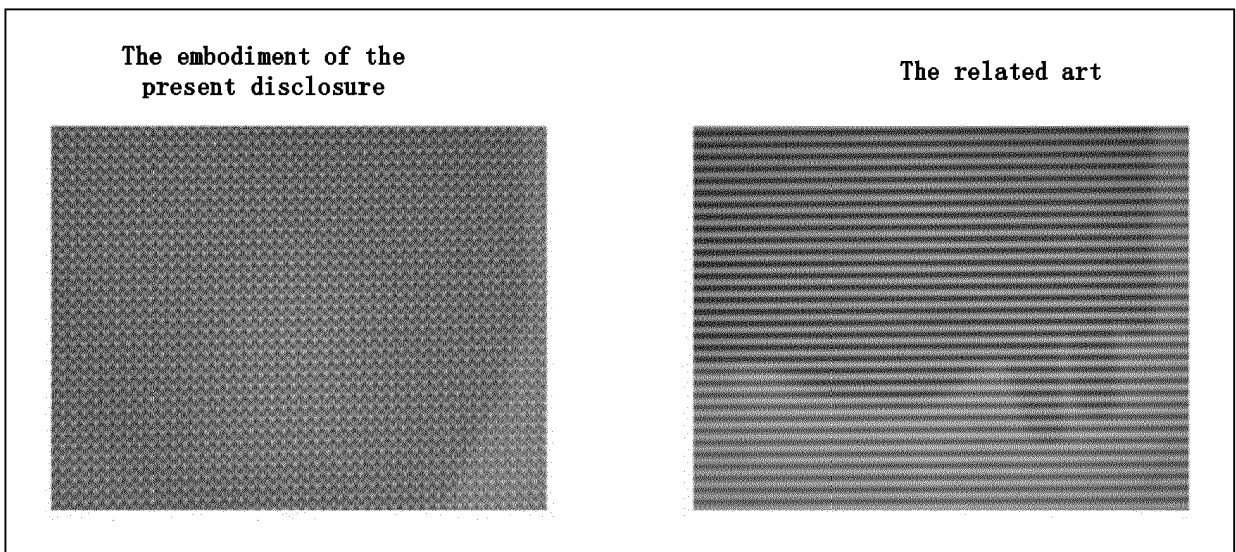 The embodiment of the
present disclosure
The related art